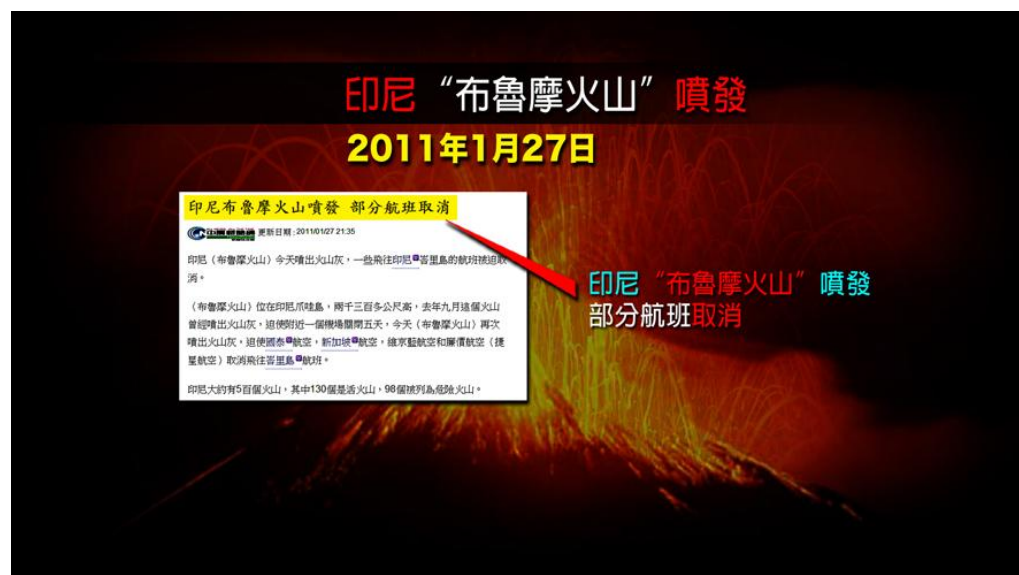 印尼“布魯摩火山”噴發
2011年1月27日
印尼布魯摩火山噴發 部分航班取消
更新日期:2011/01/27 21:35
印尼（布魯摩火山）今天噴出火山灰，一些飛往印尼峇里島的航班被迫取
消。
（布魯摩火山）位在印尼爪哇島，兩千三百多公尺高，去年九月這個火山
曾經噴出火山灰，迫使附近一個機場關閉五天，今天（布魯摩火山）再次
噴出火山灰，迫使國泰航空，新加坡航空，維京藍航空和廉價航空（捷
星航空）取消飛往峇里島航班。
印尼大約有5百個火山，其中130個是活火山，98個被列為危險火山。
印尼“布魯摩火山”噴發
部分航班取消